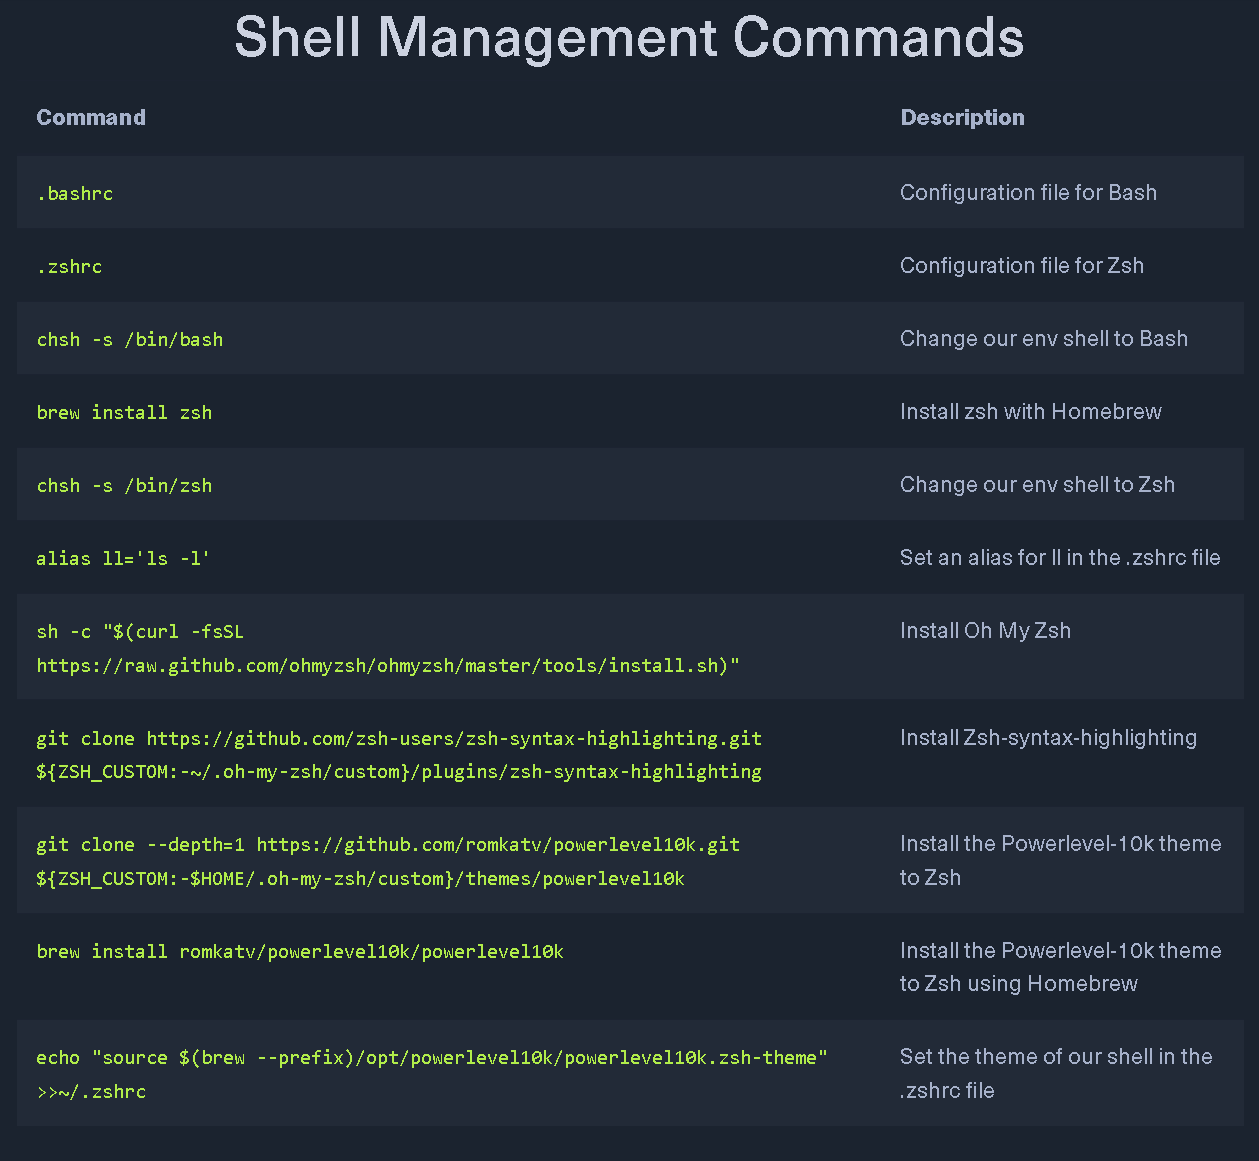 Shell Management Commands
Command Description
.bashrc Configuration file for Bash
.zshrc Configuration file for Zsh
chsh -s /bin/bash Change our env shell to Bash
brew install zsh Install zsh with Homebrew
chsh -s /bin/zsh Change our env shell to Zsh
alias ll='ls -l' Set an alias for ll in the .zshrc file
sh -c "$(curl -fsSL Install Oh My Zsh
https://raw.github.com/ohmyzsh/ohmyzsh/master/tools/install.sh)"
git clone https://github.com/zsh-users/zsh-syntax-highlighting.git Install Zsh-syntax-highlighting
${ZSH_CUSTOM:-~/.oh-my-zsh/custom}/plugins/zsh-syntax-highlighting
git clone --depth=1 https://github.com/romkatv/powerlevel10k.git Install the Powerlevel-10k theme
${ZSH_CUSTOM:-$HOME/.oh-my-zsh/custom}/themes/powerlevel10k to Zsh
brew install romkatv/powerlevel10k/powerlevel10k Install the Powerlevel-10k theme
to Zsh using Homebrew
echo "source $(brew --prefix)/opt/powerlevel10k/powerlevel10k.zsh-theme" Set the theme of our shell in the
>>~/.zshrc .zshrc file